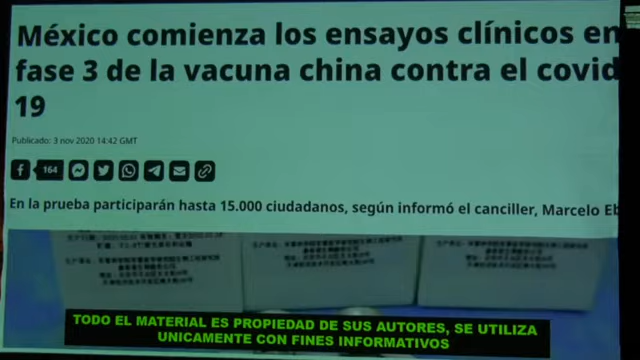 México comienza los ensayos clínicos en
fase 3 de la vacuna china contra el covid
19
Publicado: 3 nov 2020 14:42 GMT
164
En la prueba participarán hasta 15.000 ciudadanos, según informó el canciller, Marcelo Eb
TODO EL MATERIAL ES PROPIEDAD DE SUS AUTORES, SE UTILIZA
UNICAMENTE CON FINES INFORMATIVOS